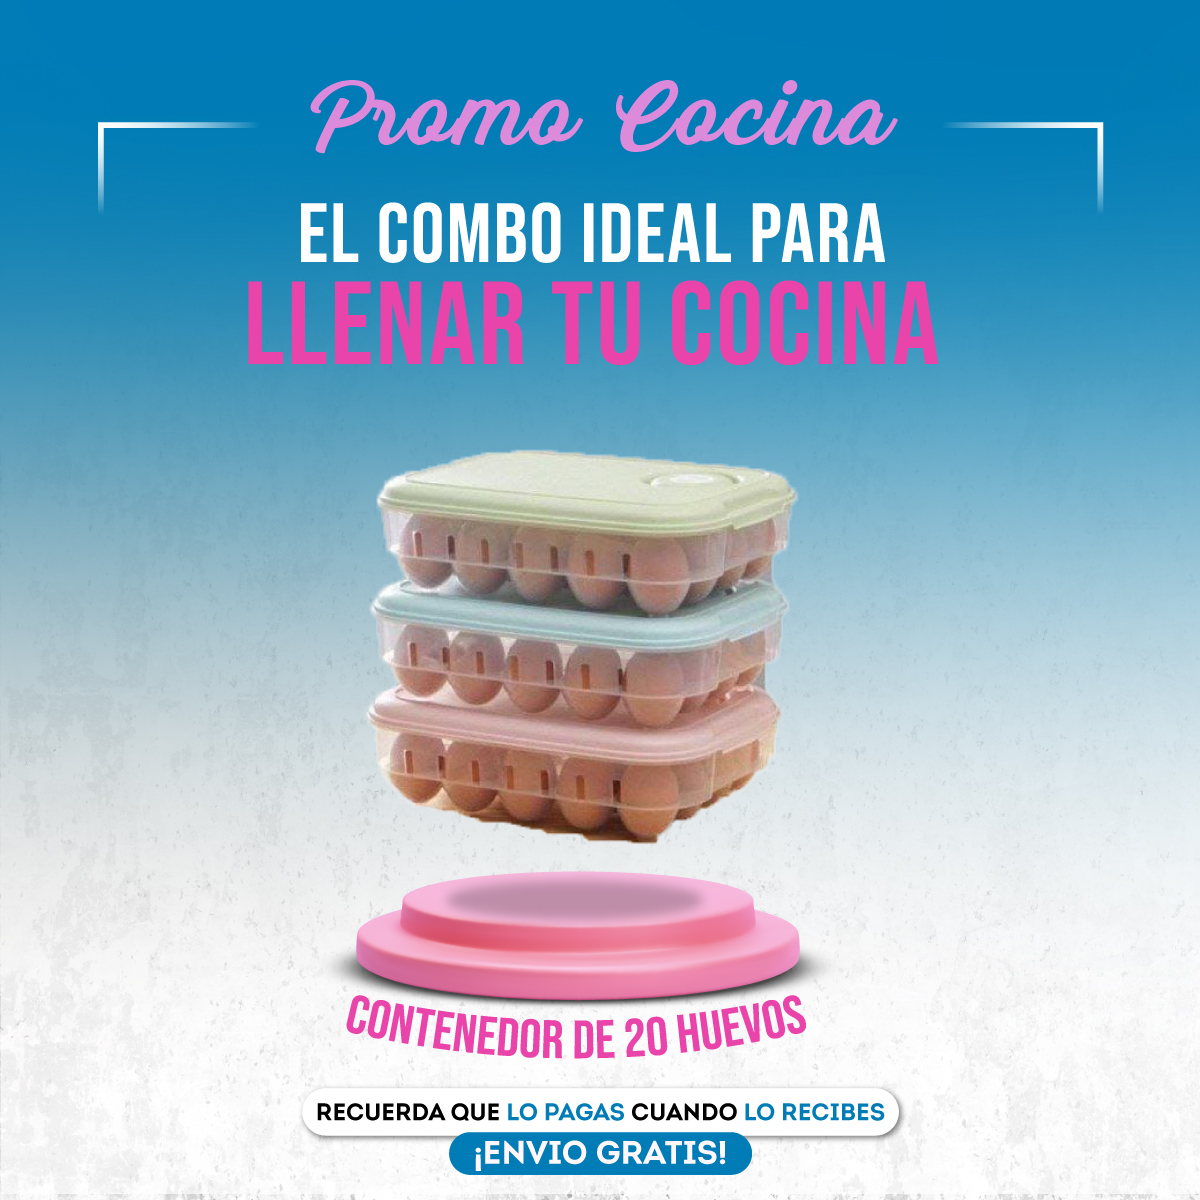 Promo Cocina
EL COMBO IDEAL PARA
LLENAR TU COCINA
CONTENEDOR DE 20 HUEVOS
RECUERDA QUE LO PAGAS CUANDO LO RECIBES
¡ENVIO GRATIS!